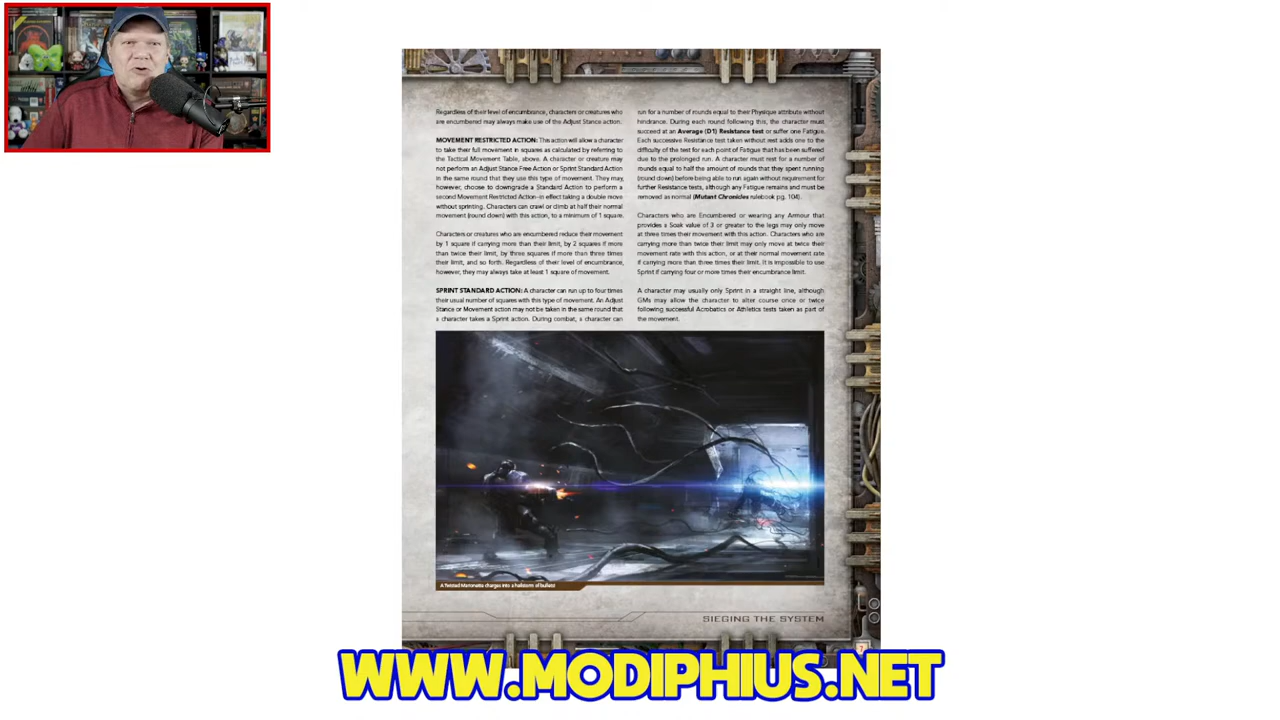 Regardless of their level of encumbrance, characters or creatures who
are encumbered may always make use of the Adjust Stance action.
MOVEMENT RESTRICTED ACTION: This action will allow a character
to take their full movement in squares as calculated by referring to
the Tactical Movement Table, above. A character or creature may
not perform an Adjust Stance Free Action or Sprint Standard Action
in the same round that they use this type of movement. They may,
however, choose to downgrade a Standard Action to perform a
second Movement Restricted Action–in effect taking a double move
without sprinting. Characters can crawl or climb at half their normal
movement (round down) with this action, to a minimum of 1 square.
Characters or creatures who are encumbered reduce their movement
by 1 square if carrying more than their limit, by 2 squares if more
than twice their limit, by three squares if more than three times
their limit, and so forth. Regardless of their level of encumbrance,
however, they may always take at least 1 square of movement.
SPRINT STANDARD ACTION: A character can run up to four times
their usual number of squares with this type of movement. An Adjust
Stance or Movement action may not be taken in the same round that
a character takes a Sprint action. During combat, a character can
run for a number of rounds equal to their Physique attribute without
hindrance. During each round following this, the character must
succeed at an Average (D1) Resistance test or suffer one Fatigue.
Each successive Resistance test taken without rest adds one to the
difficulty of the test for each point of Fatigue that has been suffered
due to the prolonged run. A character must rest for a number of
rounds equal to half the amount of rounds that they spent running
(round down) before being able to run again without requirement for
further Resistance tests, although any Fatigue remains and must be
removed as normal (Mutant Chronicles rulebook pg. 104).
Characters who are Encumbered or wearing any Armour that
provides a Soak value of 3 or greater to the legs may only move
at three times their movement with this action. Characters who are
carrying more than twice their limit may only move at twice their
movement rate with this action, or at their normal movement rate
if carrying more than three times their limit. It is impossible to use
Sprint if carrying four or more times their encumbrance limit.
A character may usually only Sprint in a straight line, although
GMs may allow the character to alter course once or twice
following successful Acrobatics or Athletics tests taken as part of
the movement.
A Twisted Marionetta charges into a hailstorm of bullets
SIEGING THE SYSTEM
7
WWW.MODIPHIUS.NET